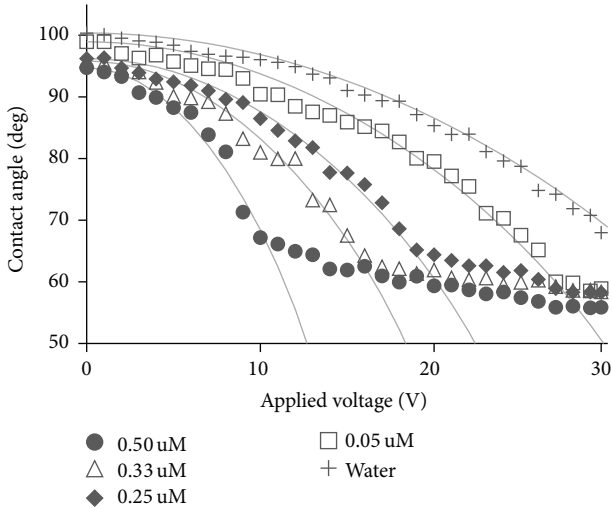 100
90
80
70
60
50
Contact angle (deg)
0
10
20
30
Applied voltage (V)
0.50 uM
0.33 uM
0.25 uM
0.05 uM
Water